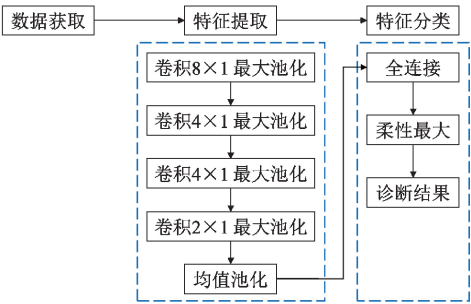 数据获取
特征提取
特征分类
卷积8×1最大池化
卷积4×1最大池化
卷积4×1最大池化
卷积2×1最大池化
均值池化
全连接
柔性最大
诊断结果